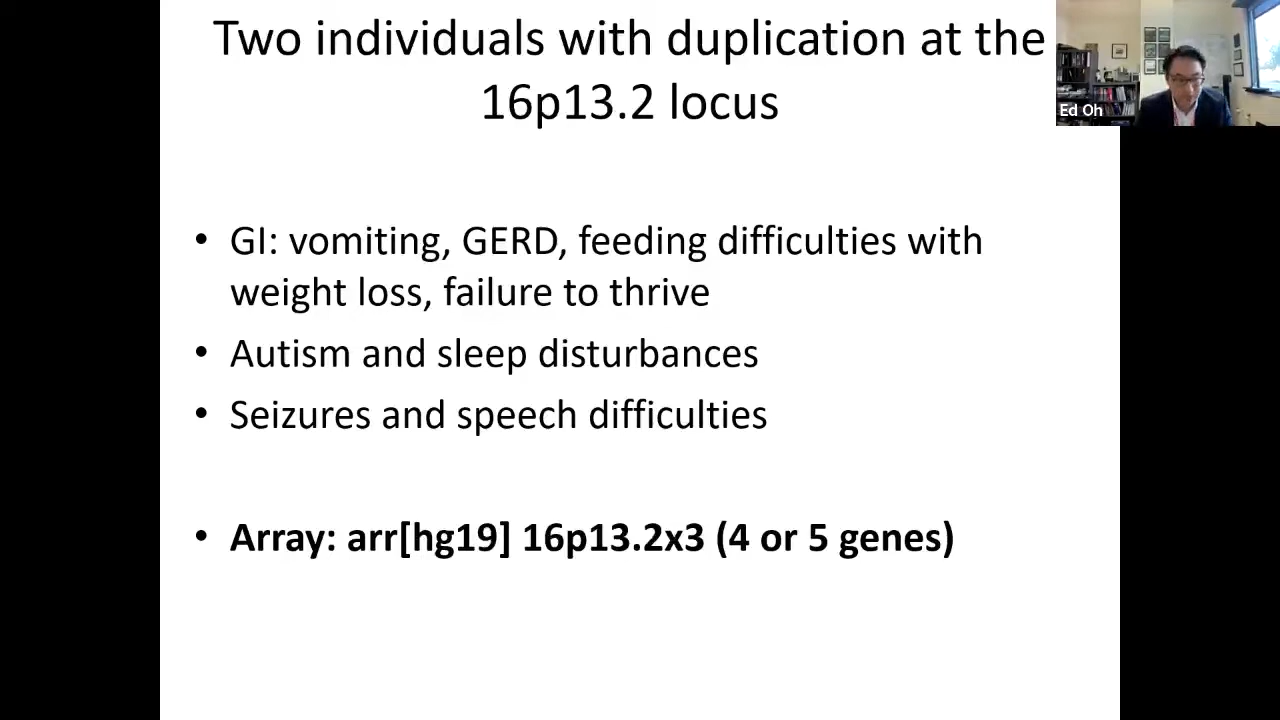 Two individuals with duplication at the
16p13.2 locus
Ed Oh
• GI: vomiting, GERD, feeding difficulties with
weight loss, failure to thrive
• Autism and sleep disturbances
• Seizures and speech difficulties
• Array: arr[hg19] 16p13.2x3 (4 or 5 genes)